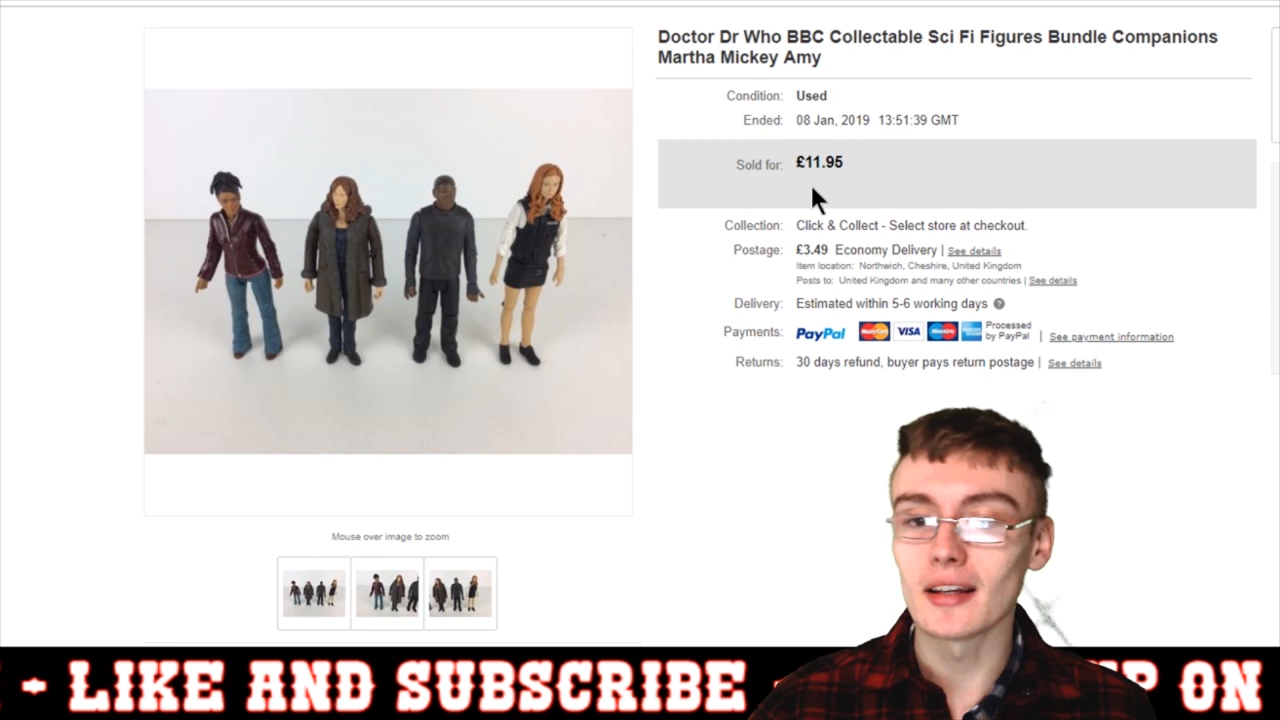 Doctor Dr Who BBC Collectable Sci Fi Figures Bundle Companions
Martha Mickey Amy
Condition: Used
Ended: 08 Jan, 2019 13:51:39 GMT
Sold for: £11.95
Collection: Click & Collect - Select store at checkout.
Postage: £3.49 Economy Delivery | See details
Item location: Northwich, Cheshire, United Kingdom
Posts to: United Kingdom and many other countries | See details
Delivery: Estimated within 5-6 working days ?
Payments: PayPal MasterCard VISA Maestro Processed
by PayPal | See payment information
Returns: 30 days refund, buyer pays return postage | See details
Mouse over image to zoom
- LIKE AND SUBSCRIBE - P ON